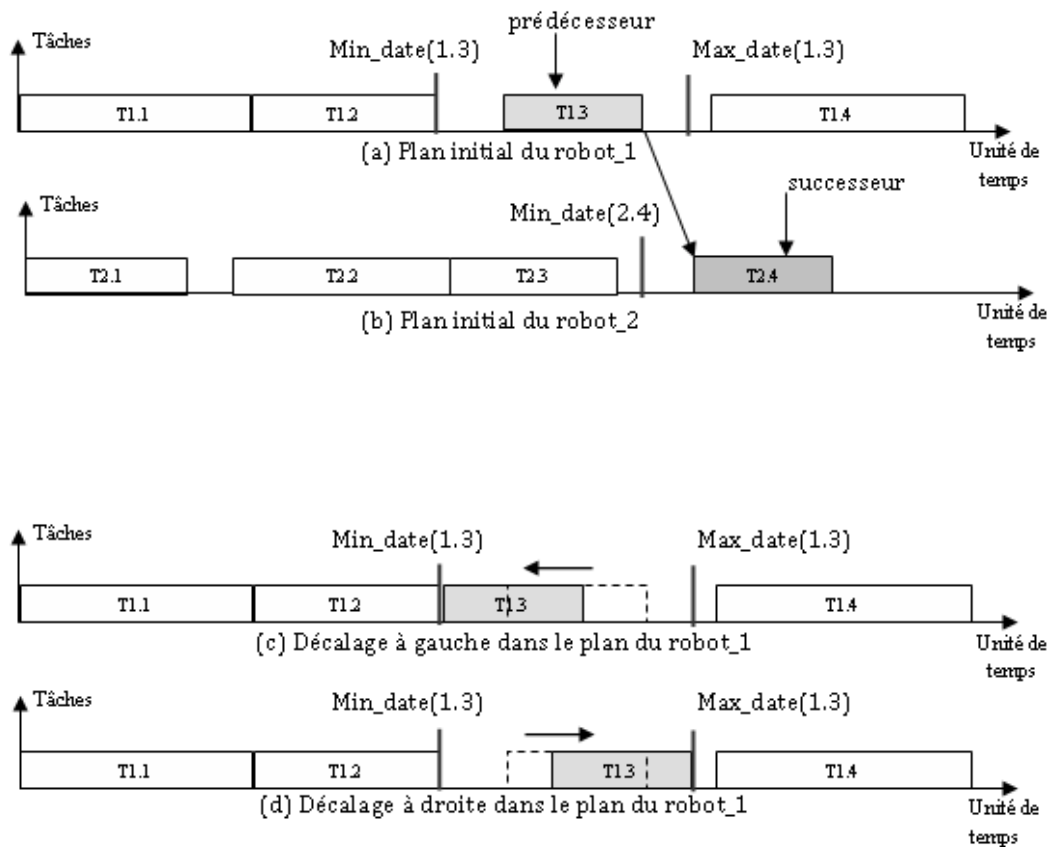 prédécesseur
Tâches
Min_date(1.3)
Max_date(1.3)
T1.1
T1.2
T1.3
T1.4
(a) Plan initial du robot_1
Unité de
temps
successeur
Tâches
Min_date(2.4)
T2.1
T2.2
T2.3
T2.4
(b) Plan initial du robot_2
Unité de
temps
Tâches
Min_date(1.3)
Max_date(1.3)
T1.1
T1.2
T1.3
T1.4
(c) Décalage à gauche dans le plan du robot_1
Unité de
temps
Tâches
Min_date(1.3)
Max_date(1.3)
T1.1
T1.2
T1.3
T1.4
(d) Décalage à droite dans le plan du robot_1
Unité de
temps